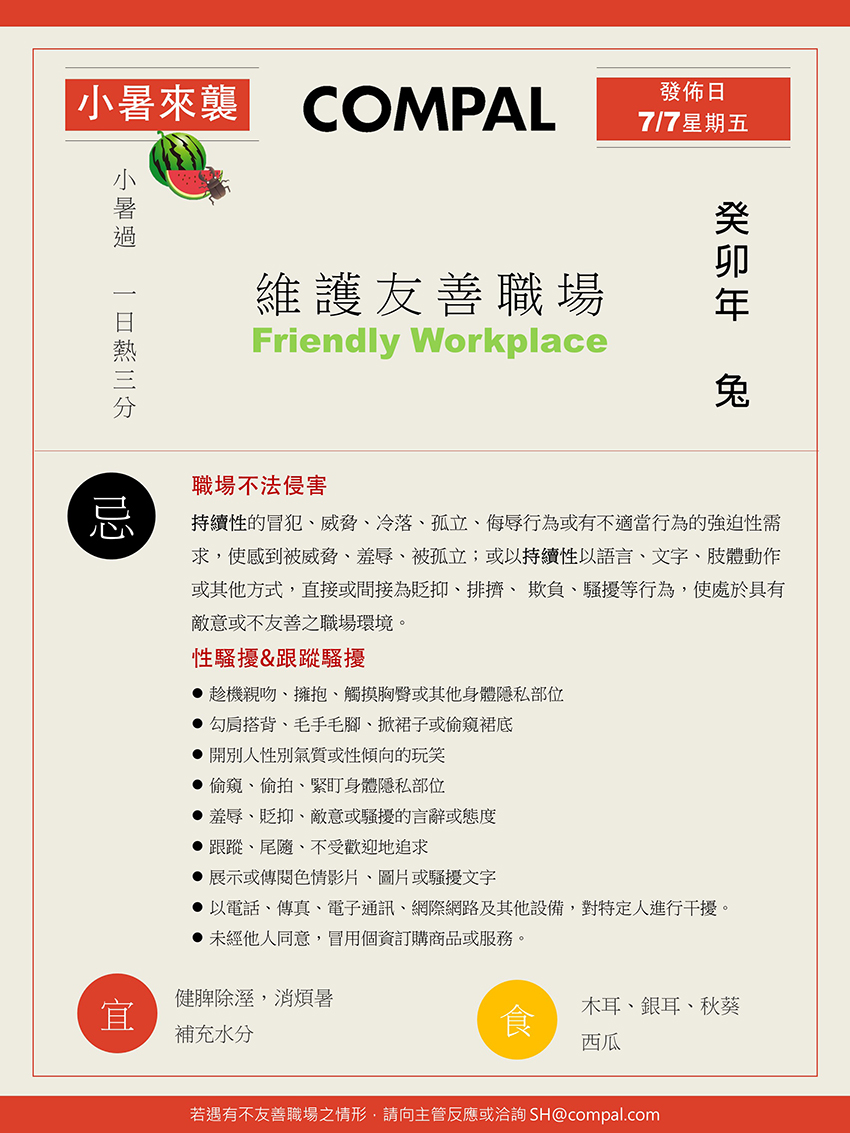 小暑來襲
COMPAL
發佈日
7/7星期五
小暑過 一日熱三分
癸卯年 兔
維護友善職場
Friendly Workplace
忌
職場不法侵害
持續性的冒犯、威脅、冷落、孤立、侮辱行為或有不適當行為的強迫性需
求，使感到被威脅、羞辱、被孤立；或以持續性以語言、文字、肢體動作
或其他方式，直接或間接為貶抑、排擠、 欺負、騷擾等行為，使處於具有
敵意或不友善之職場環境。
性騷擾&跟蹤騷擾
● 趁機親吻、擁抱、觸摸胸臀或其他身體隱私部位
● 勾肩搭背、毛手毛腳、掀裙子或偷窺裙底
● 開別人性別氣質或性傾向的玩笑
● 偷窺、偷拍、緊盯身體隱私部位
● 羞辱、貶抑、敵意或騷擾的言辭或態度
● 跟蹤、尾隨、不受歡迎地追求
● 展示或傳閱色情影片、圖片或騷擾文字
● 以電話、傳真、電子通訊、網際網路及其他設備，對特定人進行干擾。
● 未經他人同意，冒用個資訂購商品或服務。
宜
健脾除溼，消煩暑
補充水分
食
木耳、銀耳、秋葵
西瓜
若遇有不友善職場之情形．請向主管反應或洽詢 SH@compal.com